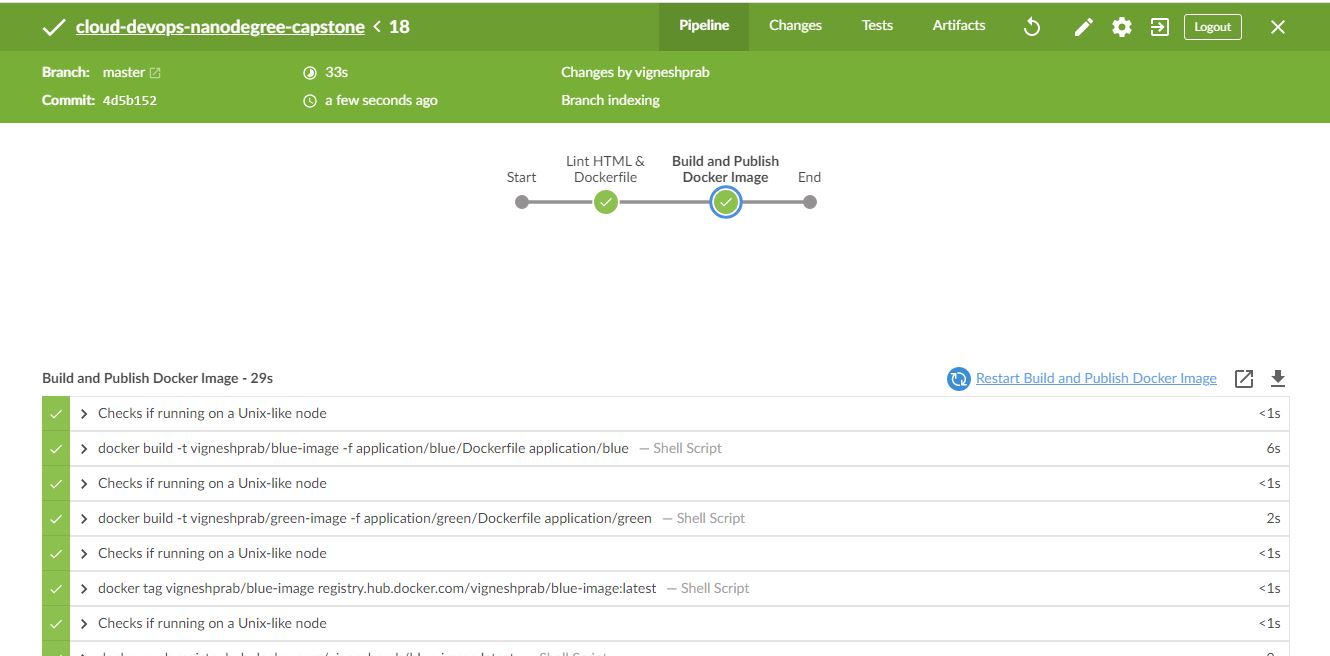 cloud-devops-nanodegree-capstone < 18 Pipeline Changes Tests Artifacts Logout
Branch: master 33s Changes by vigneshprab
Commit: 4d5b152 a few seconds ago Branch indexing
Start
Lint HTML &
Dockerfile
Build and Publish
Docker Image
End
Build and Publish Docker Image - 29s Restart Build and Publish Docker Image
Checks if running on a Unix-like node <1s
docker build -t vigneshprab/blue-image -f application/blue/Dockerfile application/blue — Shell Script 6s
Checks if running on a Unix-like node <1s
docker build -t vigneshprab/green-image -f application/green/Dockerfile application/green — Shell Script 2s
Checks if running on a Unix-like node <1s
docker tag vigneshprab/blue-image registry.hub.docker.com/vigneshprab/blue-image:latest — Shell Script <1s
Checks if running on a Unix-like node <1s